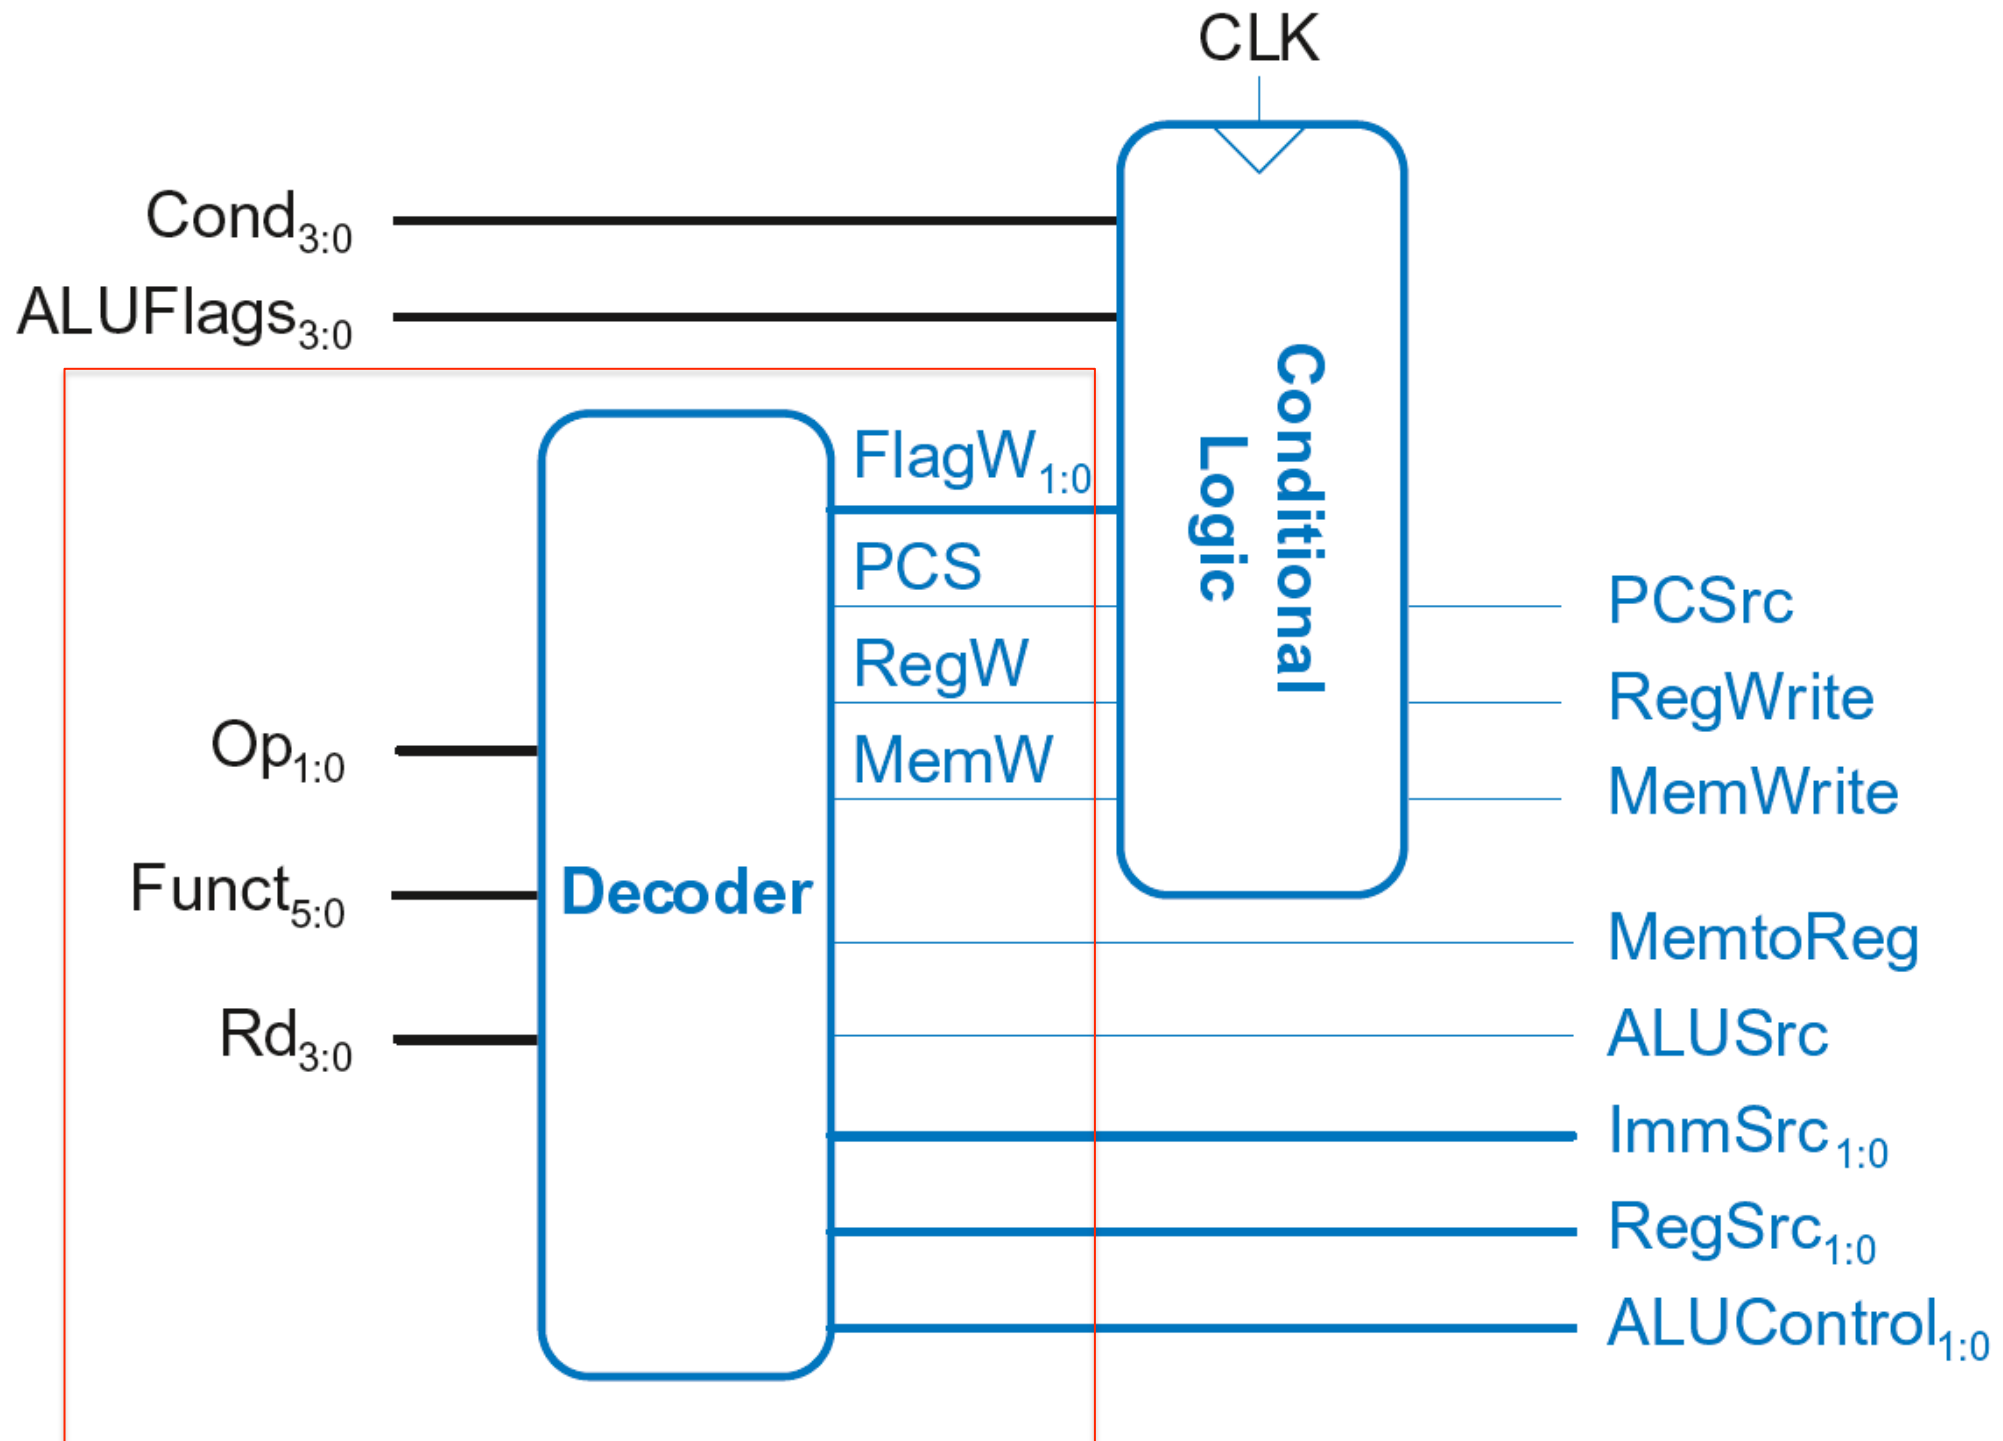 CLK
Cond3:0
ALUFlags3:0
Conditional
Logic
FlagW1:0
PCS
RegW
MemW
PCSrc
RegWrite
MemWrite
Op1:0
Funct5:0
Rd3:0
Decoder
MemtoReg
ALUSrc
ImmSrc1:0
RegSrc1:0
ALUControl1:0